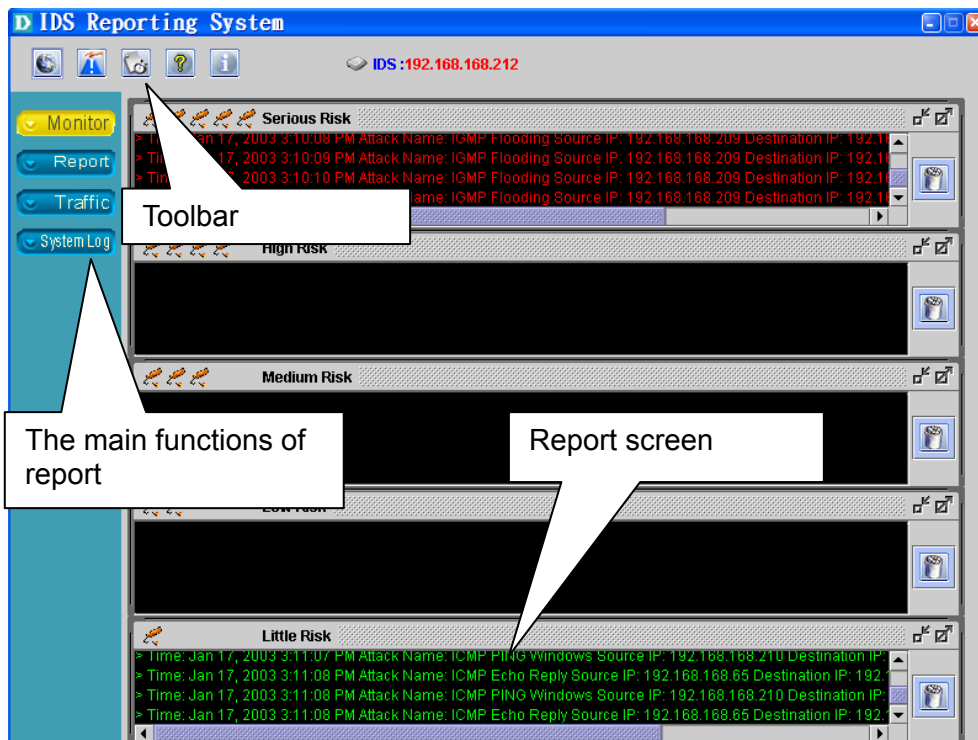 D IDS Reporting System
IDS :192.168.168.212
Monitor
Report
Traffic
System Log
Toolbar
The main functions of
report
Report screen
Serious Risk
> Time: Jan 17, 2003 3:10:08 PM Attack Name: IGMP Flooding Source IP: 192.168.168.209 Destination IP: 192.1
> Tim 17, 2003 3:10:09 PM Attack Name: IGMP Flooding Source IP: 192.168.168.209 Destination IP: 192.1
> Tim 7, 2003 3:10:10 PM Attack Name: IGMP Flooding Source IP: 192.168.168.209 Destination IP: 192.1
ame: IGMP Flooding Source IP: 192.168.168.209 Destination IP: 192.1
High Risk
Medium Risk
Low Risk
Little Risk
> Time: Jan 17, 2003 3:11:07 PM Attack Name: ICMP PING Windows Source IP: 192.168.168.210 Destination IP:
> Time: Jan 17, 2003 3:11:08 PM Attack Name: ICMP Echo Reply Source IP: 192.168.168.65 Destination IP: 192.
> Time: Jan 17, 2003 3:11:08 PM Attack Name: ICMP PING Windows Source IP: 192.168.168.210 Destination IP:
> Time: Jan 17, 2003 3:11:08 PM Attack Name: ICMP Echo Reply Source IP: 192.168.168.65 Destination IP: 192.